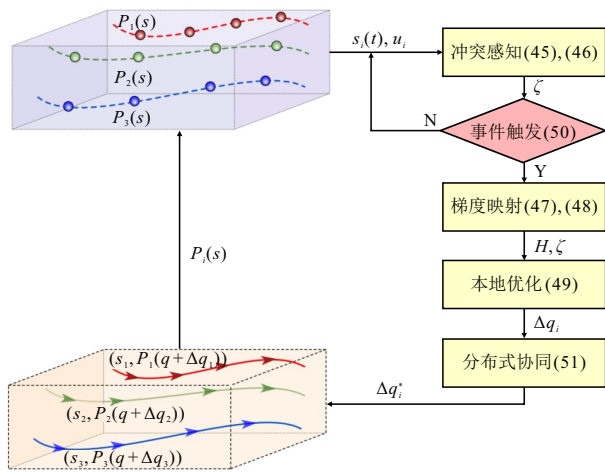 P₁(s)
P₂(s)
P₃(s)
sᵢ(t), uᵢ
冲突感知(45), (46)
ζ
N
事件触发(50)
Y
梯度映射(47), (48)
Pᵢ(s)
H, ζ
本地优化(49)
Δqᵢ
(s₁, P₁(q + Δq₁))
分布式协同(51)
Δqᵢ*
(s₂, P₂(q + Δq₂))
(s₃, P₃(q + Δq₃))